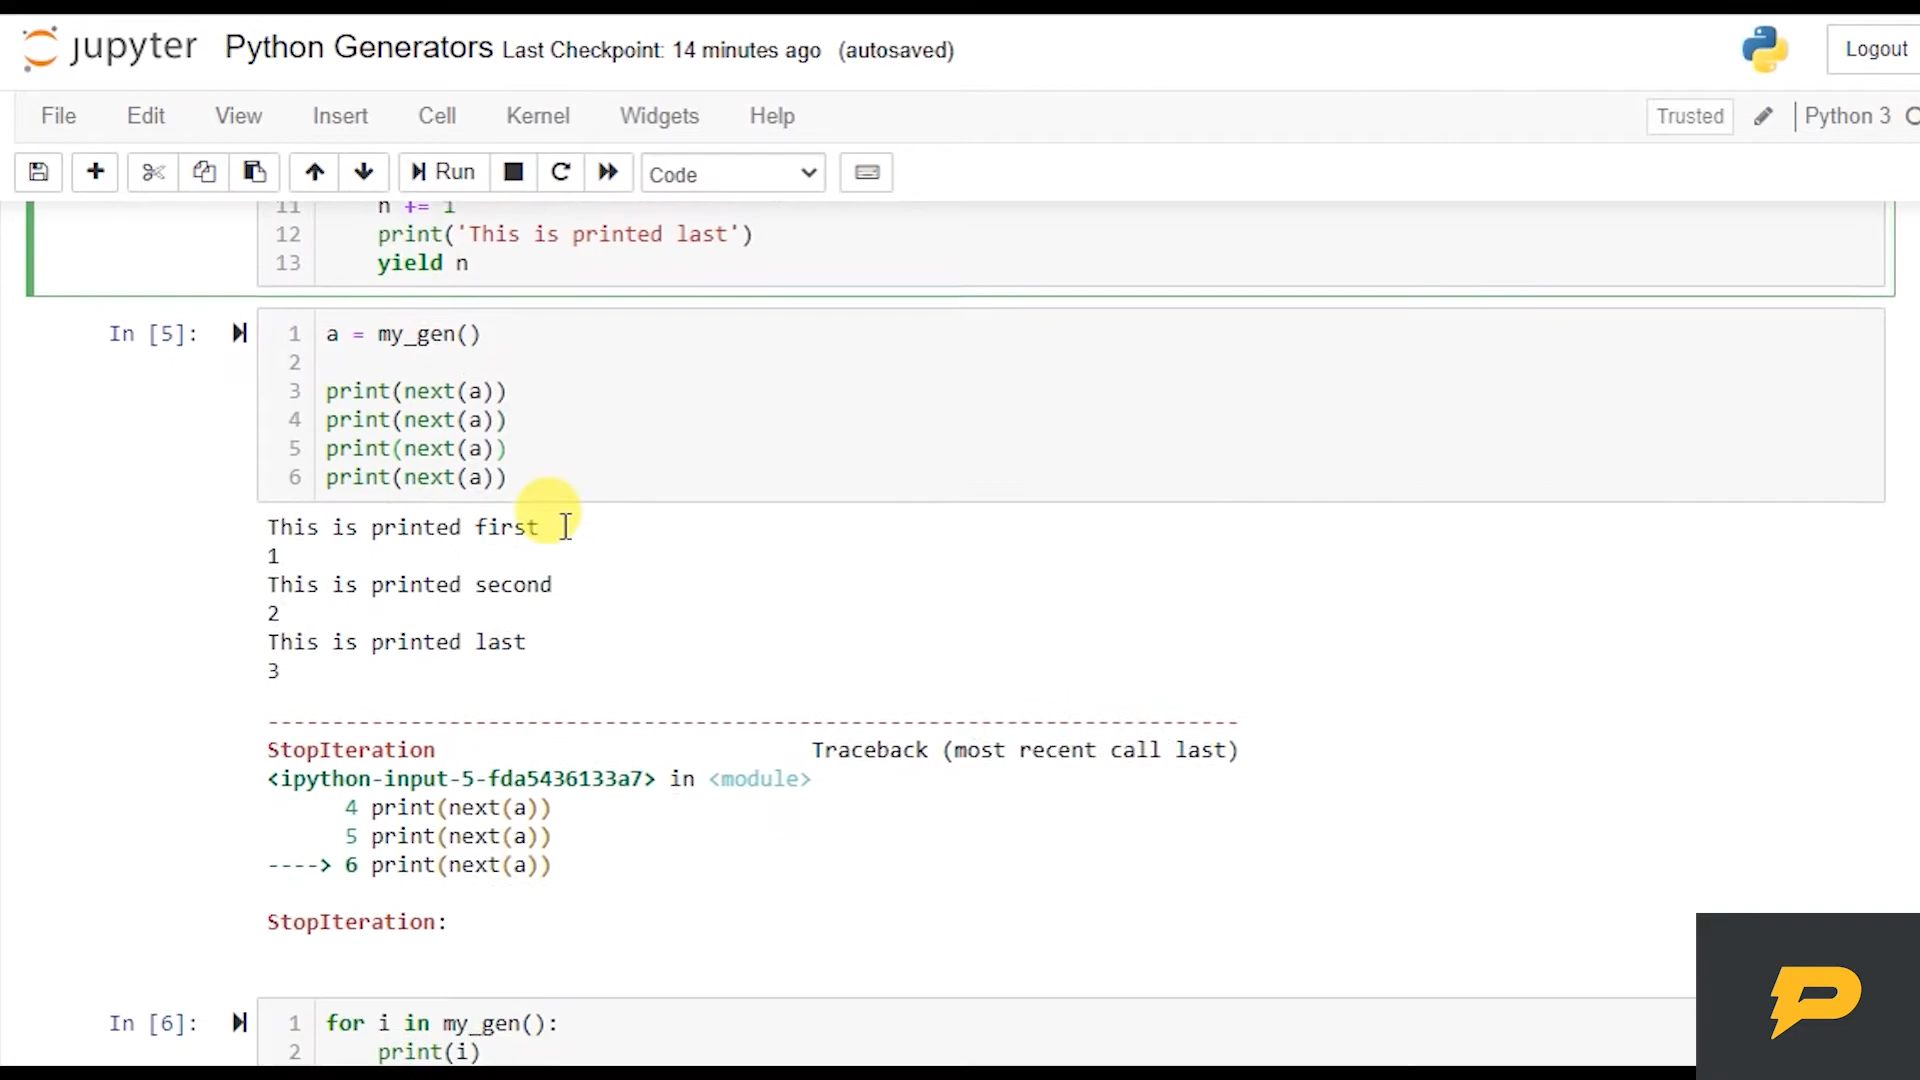 jupyter Python Generators Last Checkpoint: 14 minutes ago (autosaved) Logout
File Edit View Insert Cell Kernel Widgets Help Trusted Python 3
Run Code
11 n += 1
12 print('This is printed last')
13 yield n
In [5]: 1 a = my_gen()
2
3 print(next(a))
4 print(next(a))
5 print(next(a))
6 print(next(a))
This is printed first
1
This is printed second
2
This is printed last
3
---------------------------------------------------------------------------
StopIteration Traceback (most recent call last)
<ipython-input-5-fda5436133a7> in <module>
4 print(next(a))
5 print(next(a))
----> 6 print(next(a))
StopIteration:
In [6]: 1 for i in my_gen():
2 print(i)
P